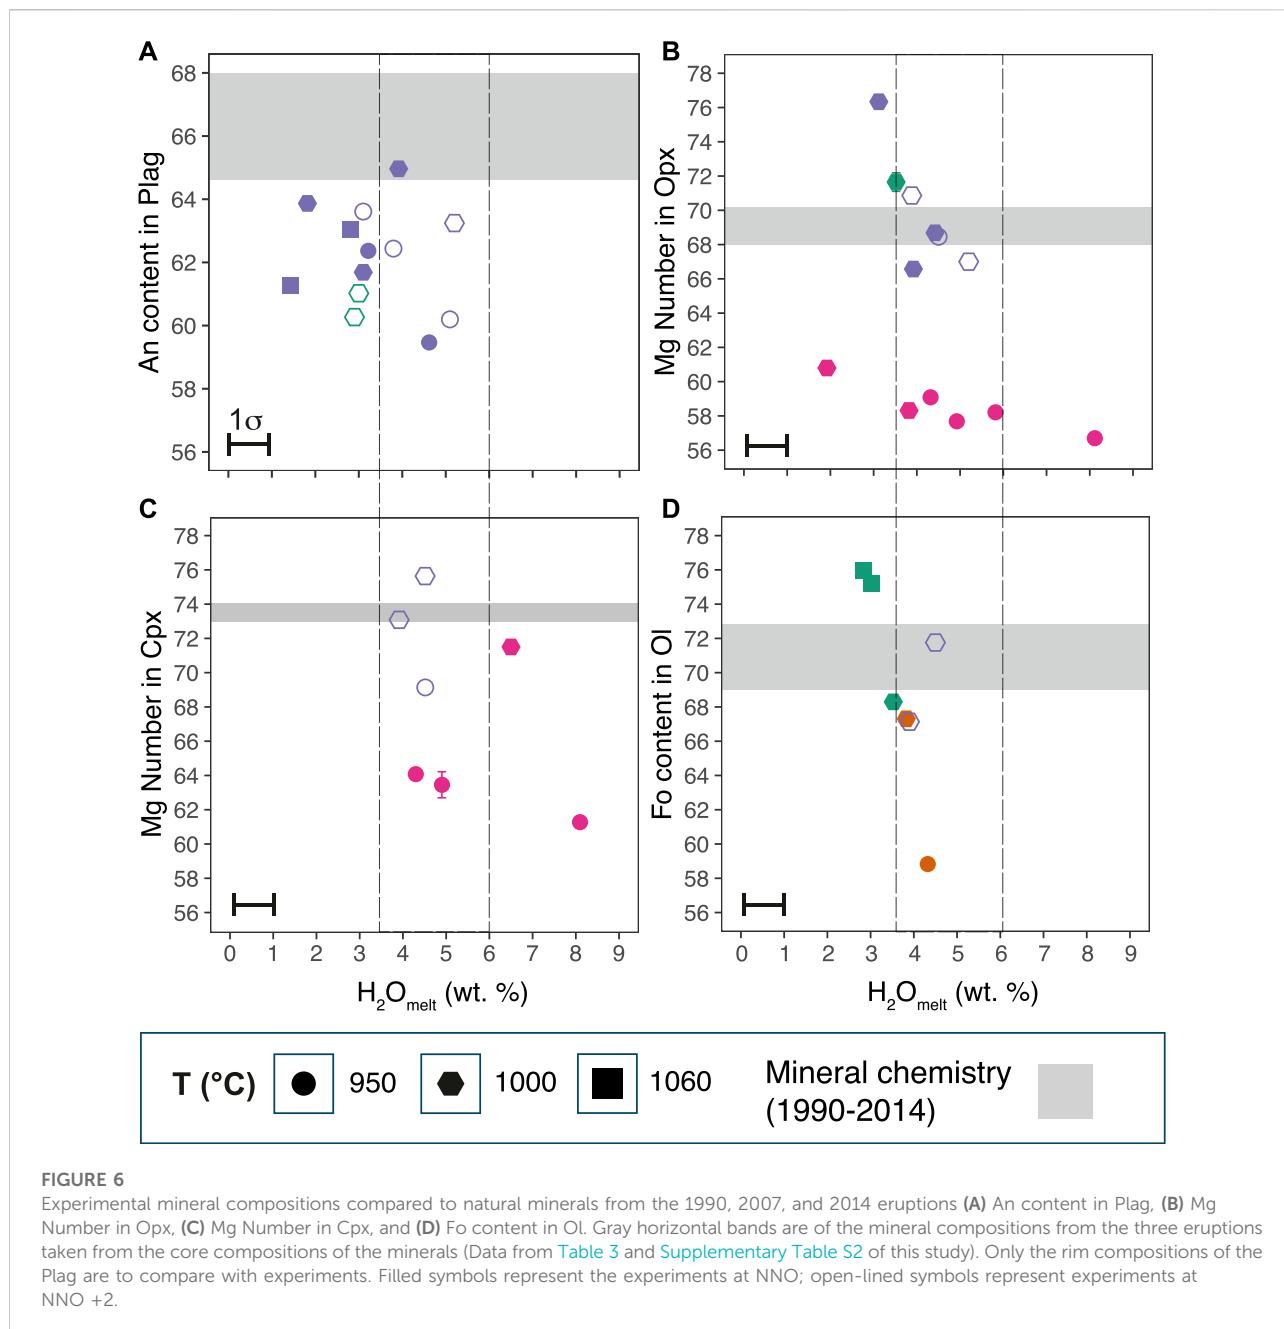 A
68
66
64
62
60
58
56
An content in Plag
1σ
B
78
76
74
72
70
68
66
64
62
60
58
56
Mg Number in Opx
C
78
76
74
72
70
68
66
64
62
60
58
56
Mg Number in Cpx
0 1 2 3 4 5 6 7 8 9
H₂Oₘₑₗₜ (wt. %)
D
78
76
74
72
70
68
66
64
62
60
58
56
Fo content in Ol
0 1 2 3 4 5 6 7 8 9
H₂Oₘₑₗₜ (wt. %)
T (°C) 950 1000 1060
Mineral chemistry
(1990-2014)
FIGURE 6
Experimental mineral compositions compared to natural minerals from the 1990, 2007, and 2014 eruptions (A) An content in Plag, (B) Mg
Number in Opx, (C) Mg Number in Cpx, and (D) Fo content in Ol. Gray horizontal bands are of the mineral compositions from the three eruptions
taken from the core compositions of the minerals (Data from Table 3 and Supplementary Table S2 of this study). Only the rim compositions of the
Plag are to compare with experiments. Filled symbols represent the experiments at NNO; open-lined symbols represent experiments at
NNO +2.